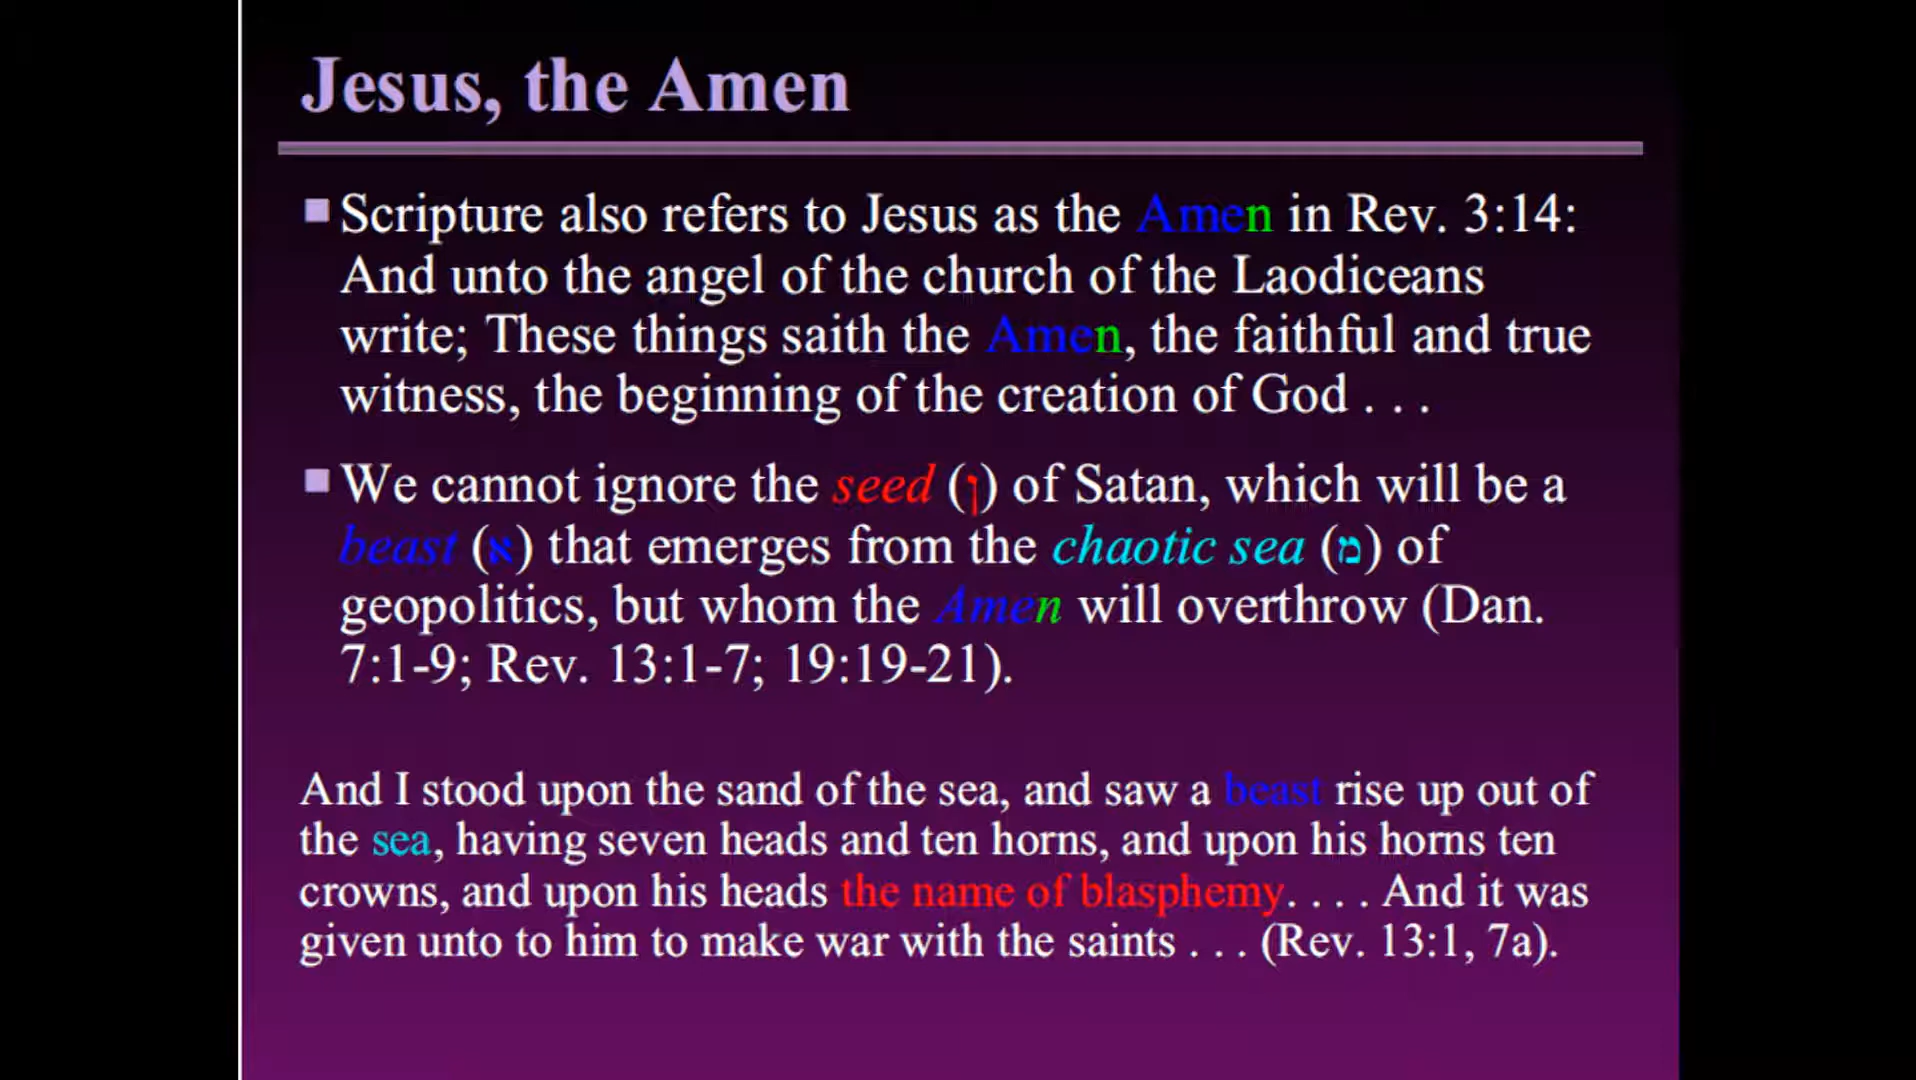 Jesus, the Amen
Scripture also refers to Jesus as the Amen in Rev. 3:14:
And unto the angel of the church of the Laodiceans
write; These things saith the Amen, the faithful and true
witness, the beginning of the creation of God . . .
We cannot ignore the seed (ן) of Satan, which will be a
beast (א) that emerges from the chaotic sea (מ) of
geopolitics, but whom the Amen will overthrow (Dan.
7:1-9; Rev. 13:1-7; 19:19-21).
And I stood upon the sand of the sea, and saw a beast rise up out of
the sea, having seven heads and ten horns, and upon his horns ten
crowns, and upon his heads the name of blasphemy. . . . And it was
given unto to him to make war with the saints . . . (Rev. 13:1, 7a).